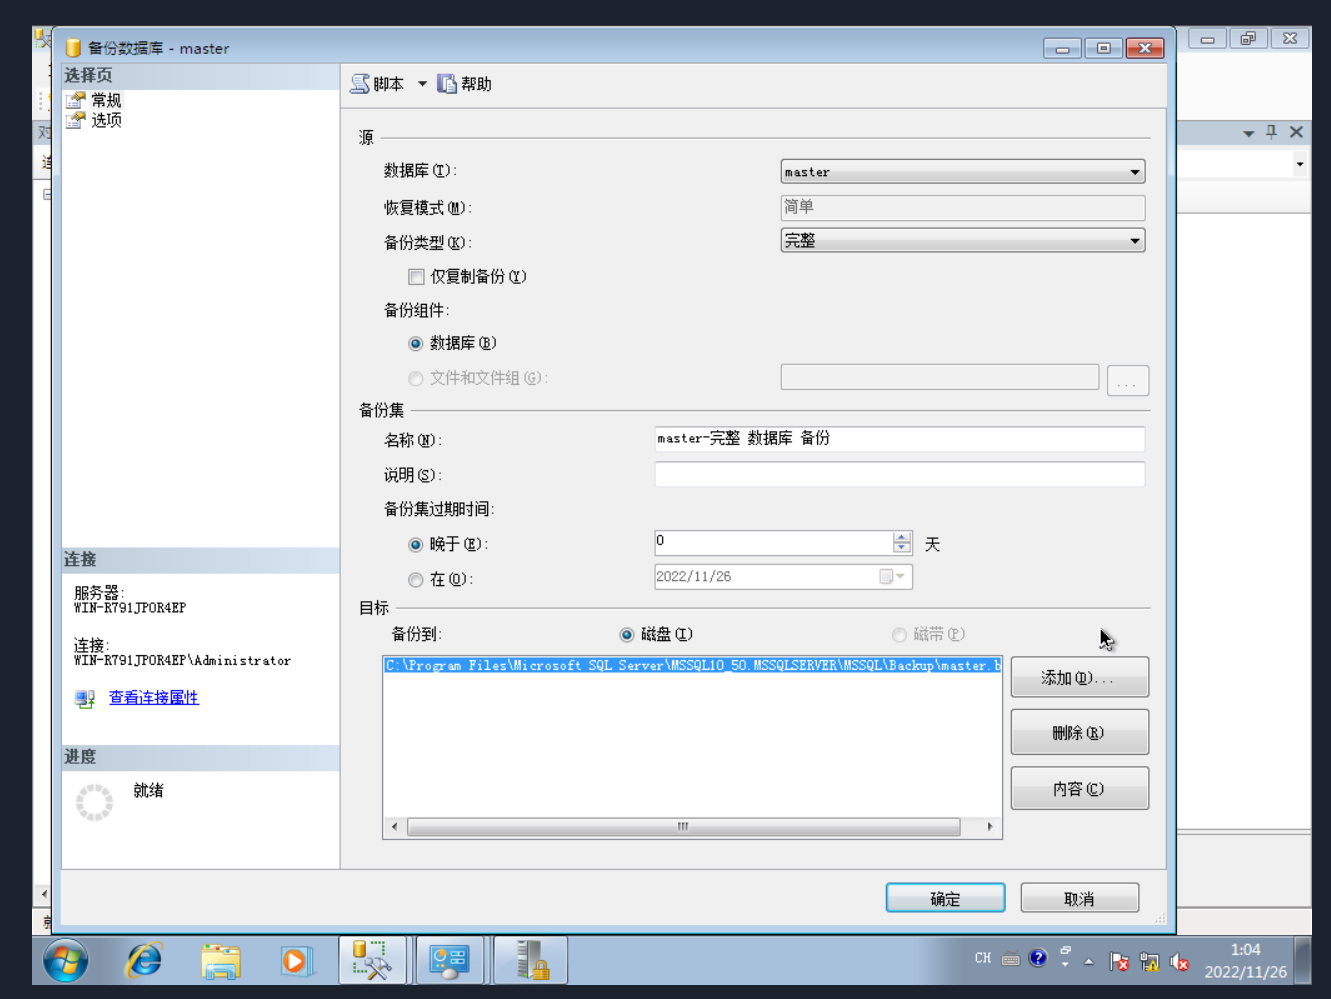 备份数据库 - master
选择页
常规
选项
脚本
帮助
源
数据库(T):
master
恢复模式(M):
简单
备份类型(K):
完整
仅复制备份(Y)
备份组件:
数据库(B)
文件和文件组(G):
...
备份集
名称(N):
master-完整 数据库 备份
说明(S):
备份集过期时间:
晚于(E):
0
天
在(O):
2022/11/26
目标
备份到:
磁盘(I)
磁带(P)
C:\Program Files\Microsoft SQL Server\MSSQL10_50.MSSQLSERVER\MSSQL\Backup\master.b
添加(D)...
删除(R)
内容(C)
连接
服务器:
WIN-R791JPOR4EP
连接:
WIN-R791JPOR4EP\Administrator
查看连接属性
进度
就绪
确定
取消
CH
1:04
2022/11/26